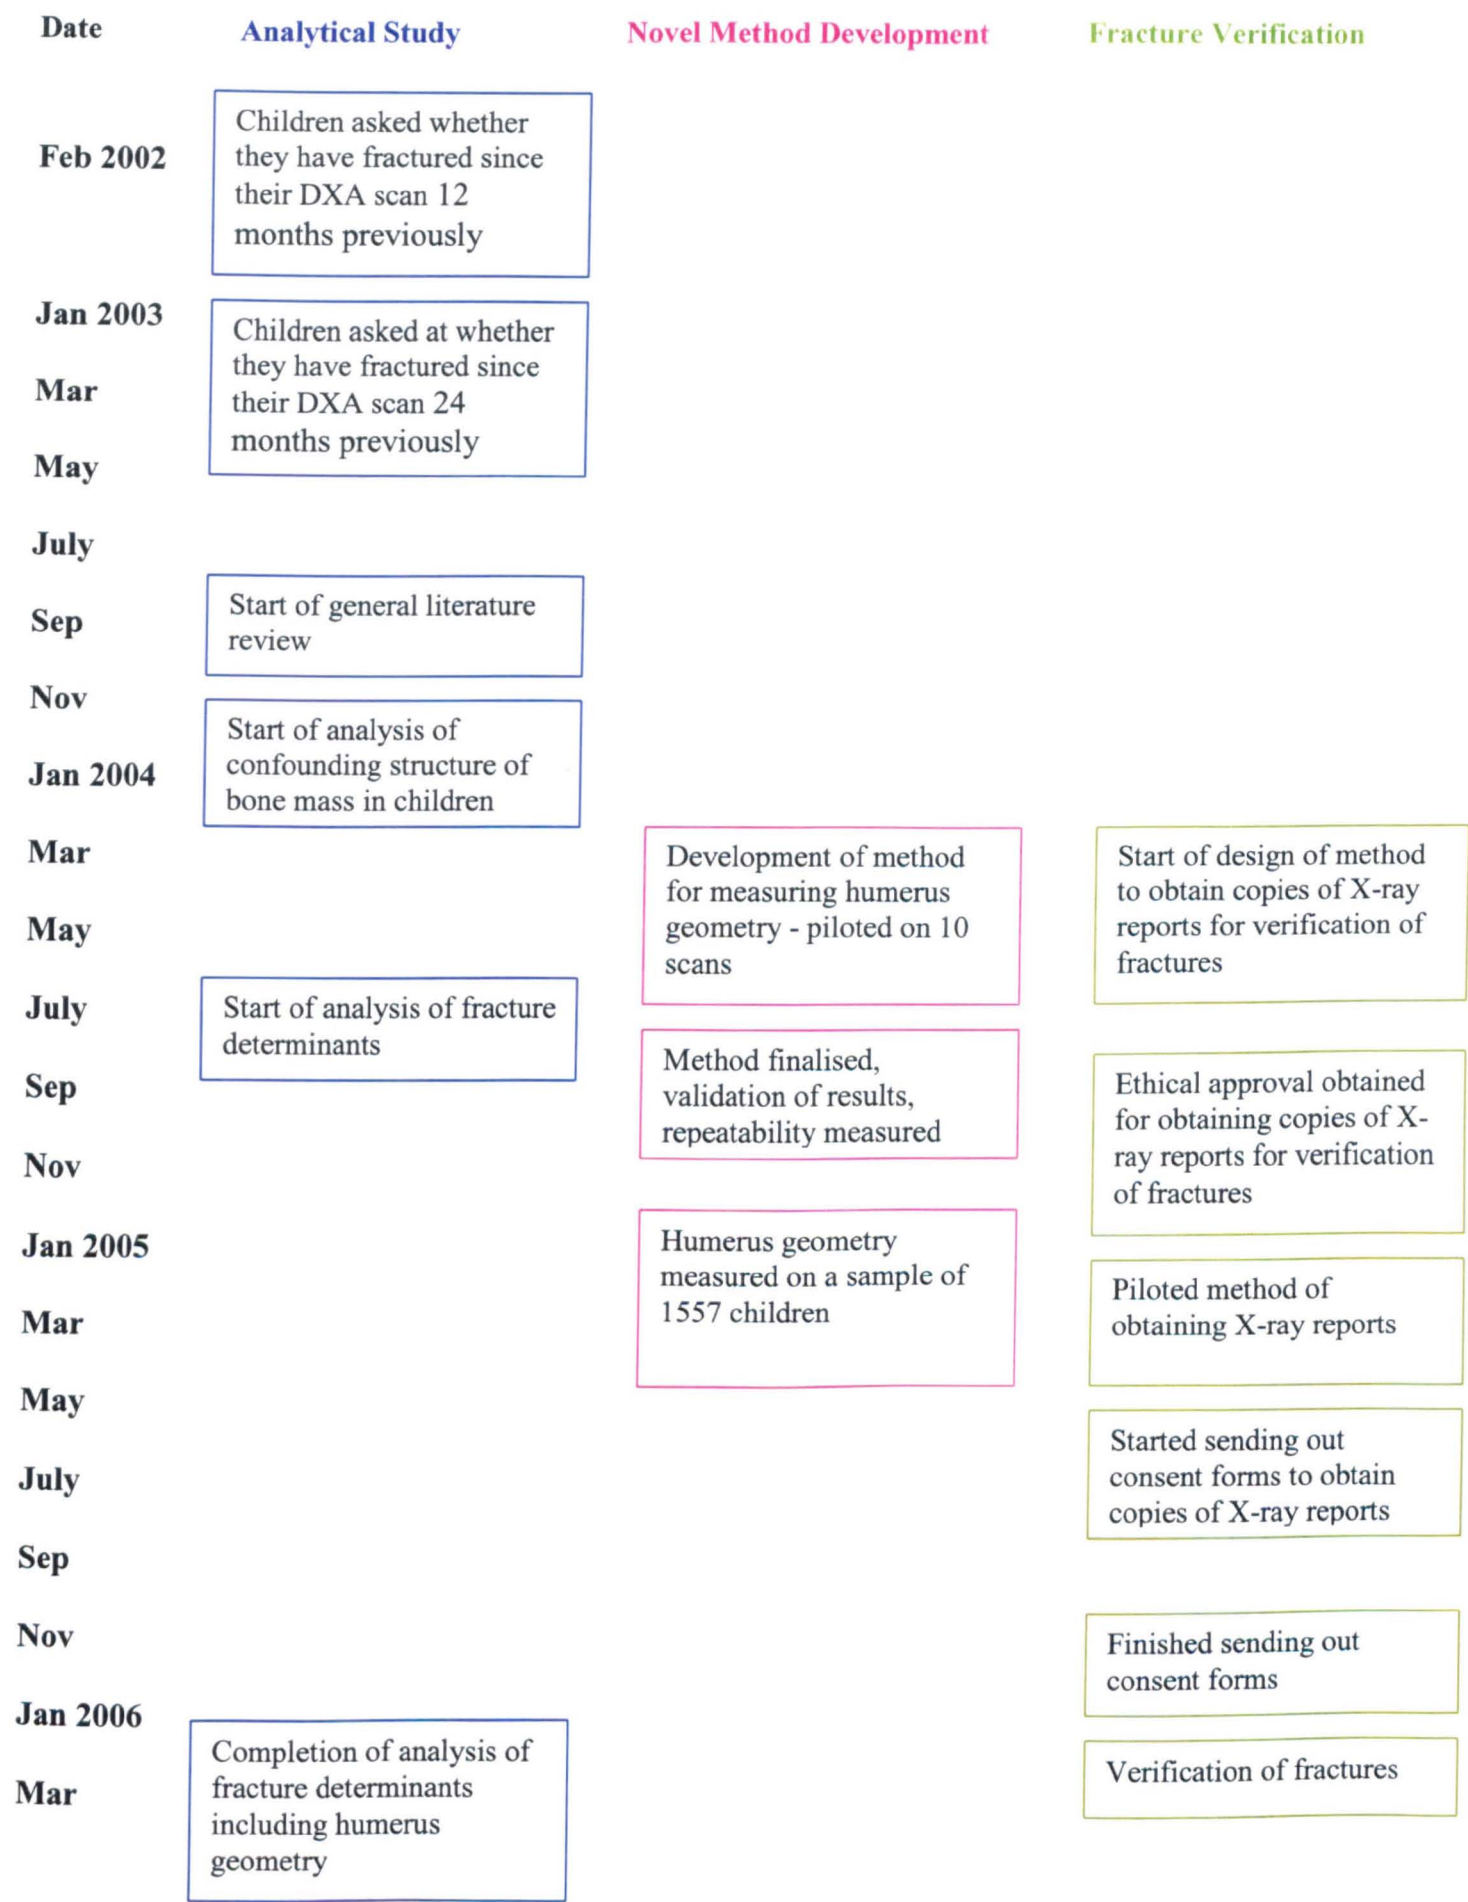 Date
Analytical Study
Novel Method Development
Fracture Verification
Feb 2002
Children asked whether
they have fractured since
their DXA scan 12
months previously
Jan 2003
Mar
May
Children asked at whether
they have fractured since
their DXA scan 24
months previously
July
Sep
Start of general literature
review
Nov
Jan 2004
Start of analysis of
confounding structure of
bone mass in children
Mar
May
Development of method
for measuring humerus
geometry - piloted on 10
scans
Start of design of method
to obtain copies of X-ray
reports for verification of
fractures
July
Start of analysis of fracture
determinants
Sep
Method finalised,
validation of results,
repeatability measured
Ethical approval obtained
for obtaining copies of X-
ray reports for verification
of fractures
Nov
Jan 2005
Humerus geometry
measured on a sample of
1557 children
Mar
Piloted method of
obtaining X-ray reports
May
July
Started sending out
consent forms to obtain
copies of X-ray reports
Sep
Nov
Finished sending out
consent forms
Jan 2006
Mar
Completion of analysis of
fracture determinants
including humerus
geometry
Verification of fractures